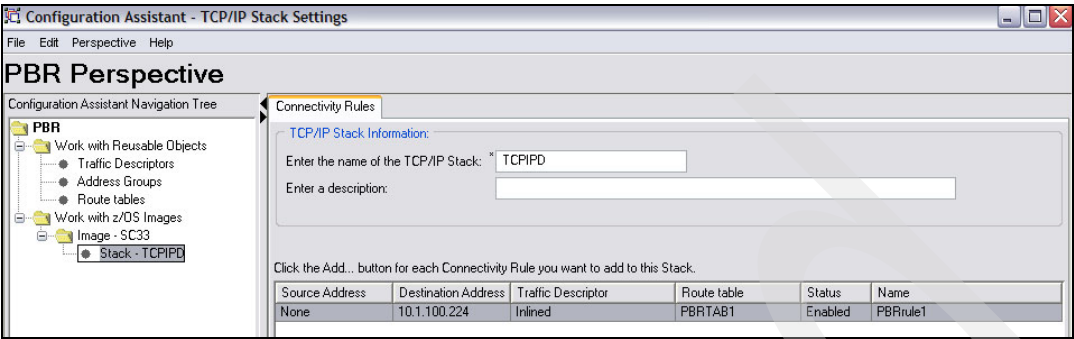 Configuration Assistant - TCP/IP Stack Settings
File Edit Perspective Help
PBR Perspective
Configuration Assistant Navigation Tree
PBR
Work with Reusable Objects
Traffic Descriptors
Address Groups
Route tables
Work with z/OS Images
Image - SC33
Stack - TCPIPD
Connectivity Rules
TCP/IP Stack Information:
Enter the name of the TCP/IP Stack: * TCPIPD
Enter a description:
Click the Add... button for each Connectivity Rule you want to add to this Stack.
Source Address Destination Address Traffic Descriptor Route table Status Name
None 10.1.100.224 Inlined PBRTAB1 Enabled PBRrule1